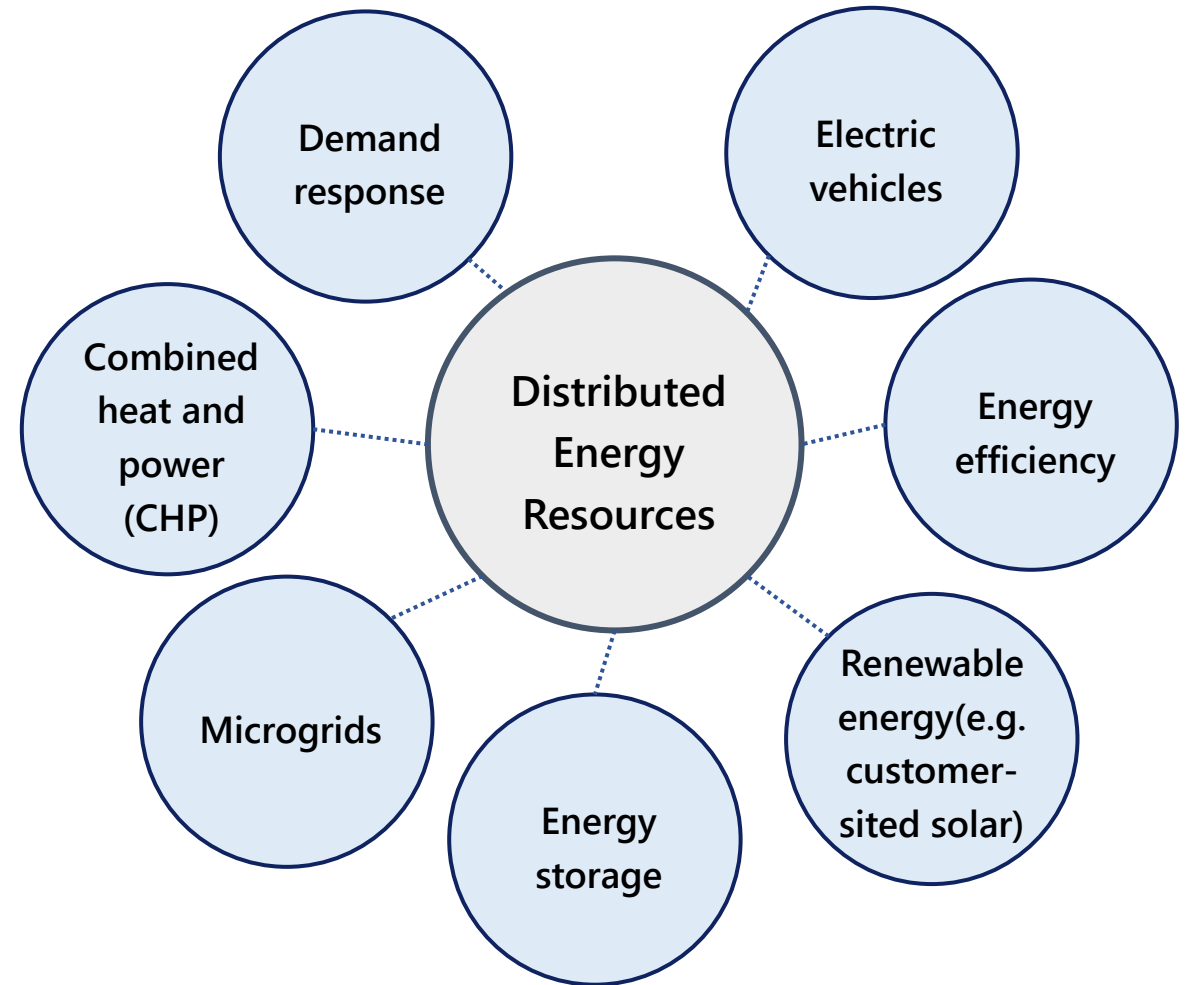 Demand
response
Electric
vehicles
Combined
heat and
power
(CHP)
Distributed
Energy
Resources
Energy
efficiency
Microgrids
Energy
storage
Renewable
energy(e.g.
customer-
sited solar)